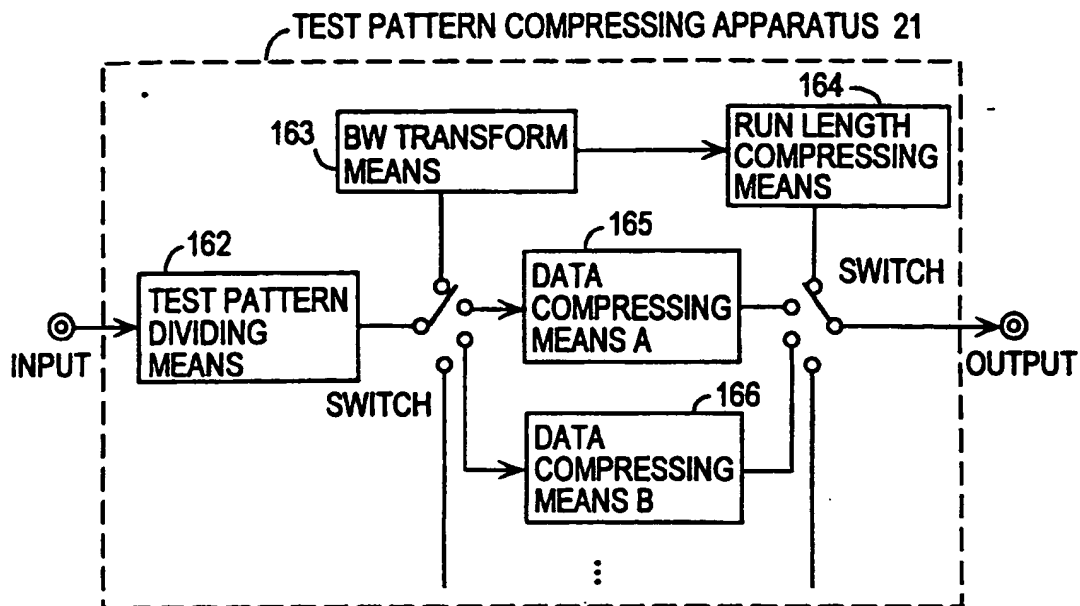 TEST PATTERN COMPRESSING APPARATUS 21
164
163
BW TRANSFORM
MEANS
RUN LENGTH
COMPRESSING
MEANS
162
165
SWITCH
TEST PATTERN
DIVIDING
MEANS
DATA
COMPRESSING
MEANS A
INPUT
OUTPUT
SWITCH
166
DATA
COMPRESSING
MEANS B
...